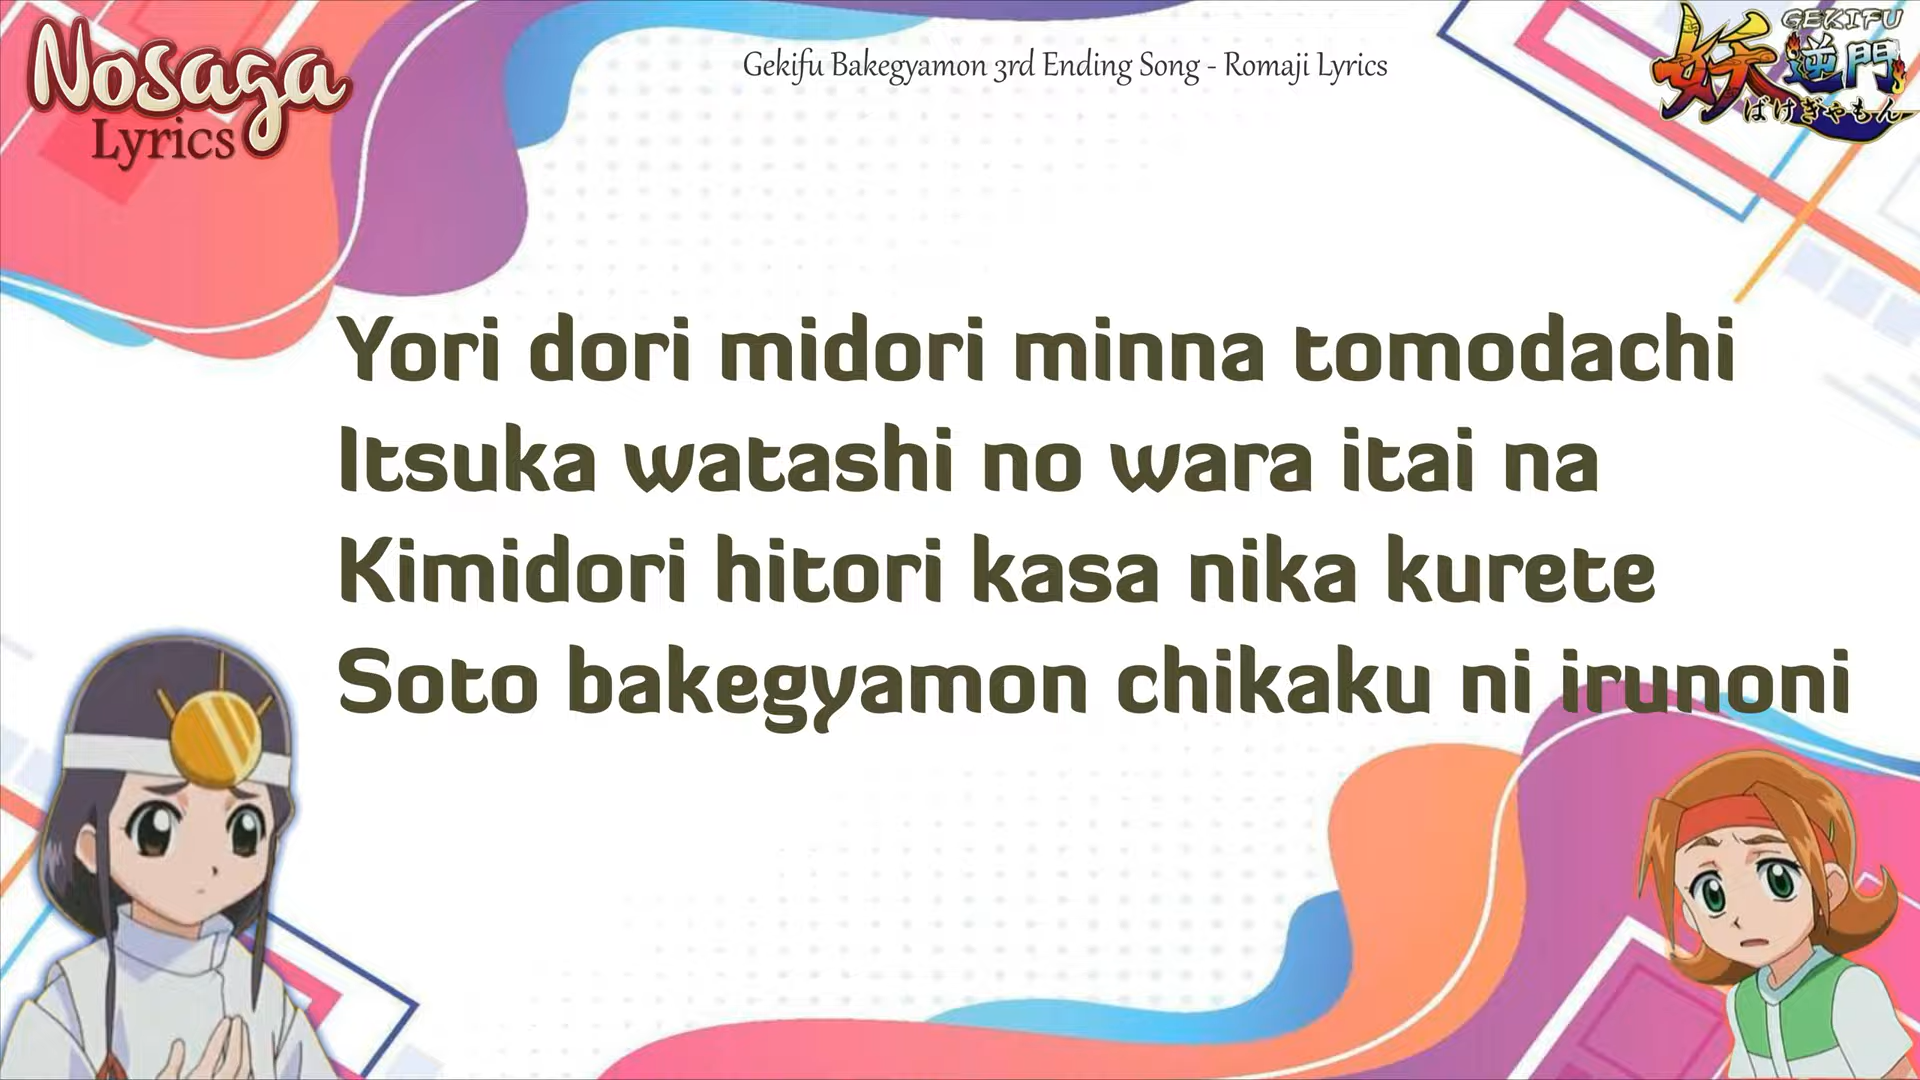 Nosaga
Lyrics
Gekifu Bakegyamon 3rd Ending Song - Romaji Lyrics
GEKIFU
妖逆門
ばけぎゃもん
Yori dori midori minna tomodachi
Itsuka watashi no wara itai na
Kimidori hitori kasa nika kurete
Soto bakegyamon chikaku ni irunoni